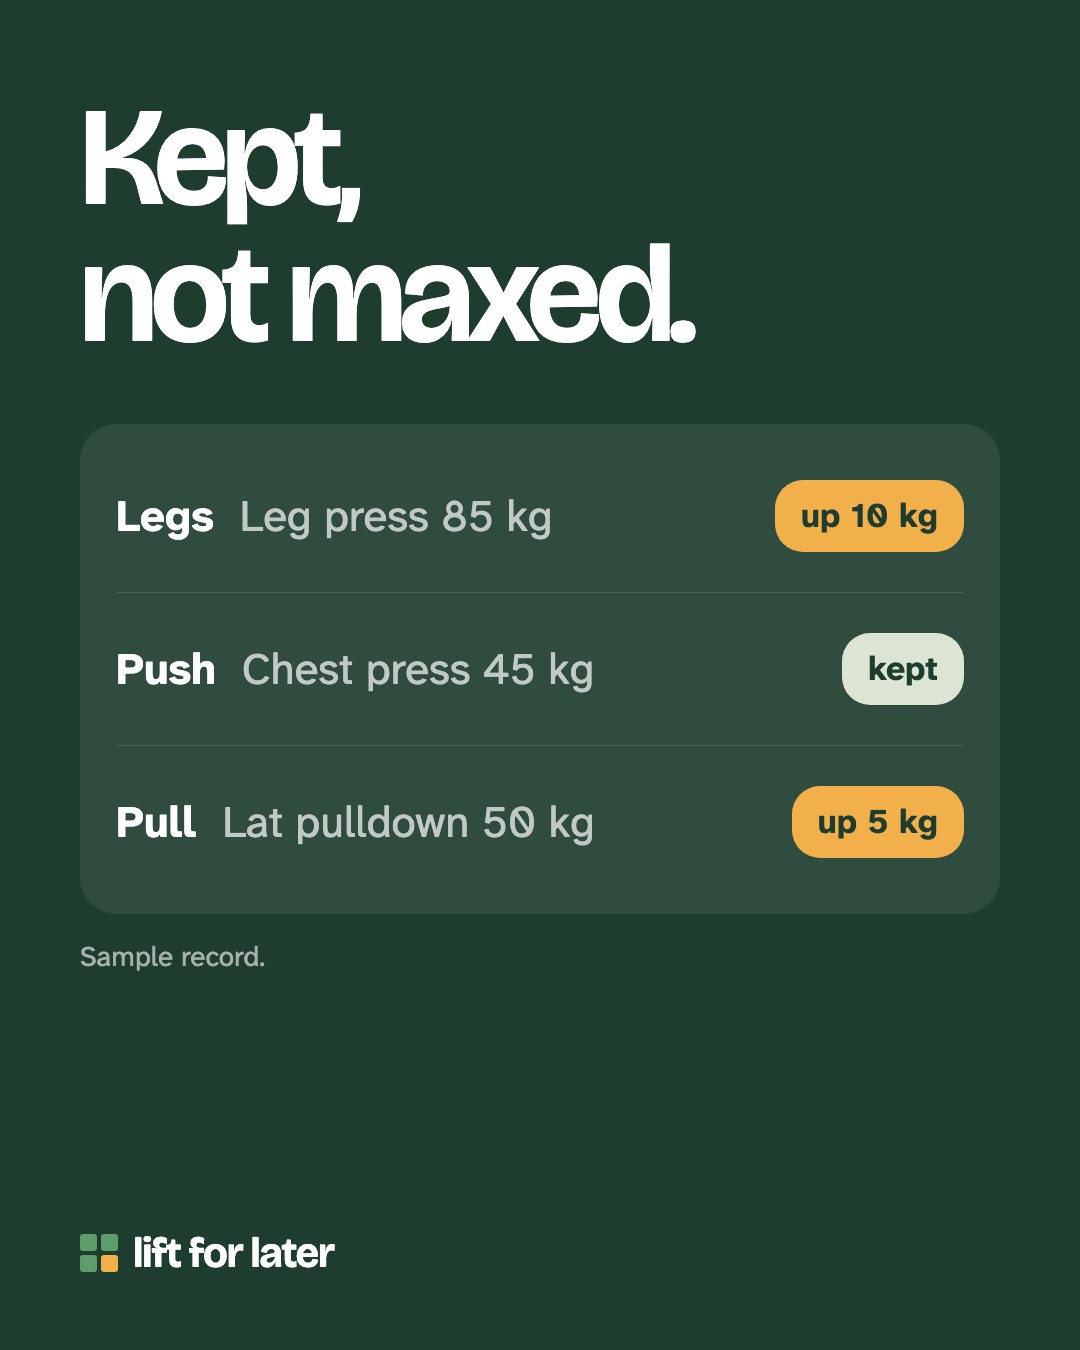 Kept,
not maxed.
Legs Leg press 85 kg up 10 kg
Push Chest press 45 kg kept
Pull Lat pulldown 50 kg up 5 kg
Sample record.
lift for later